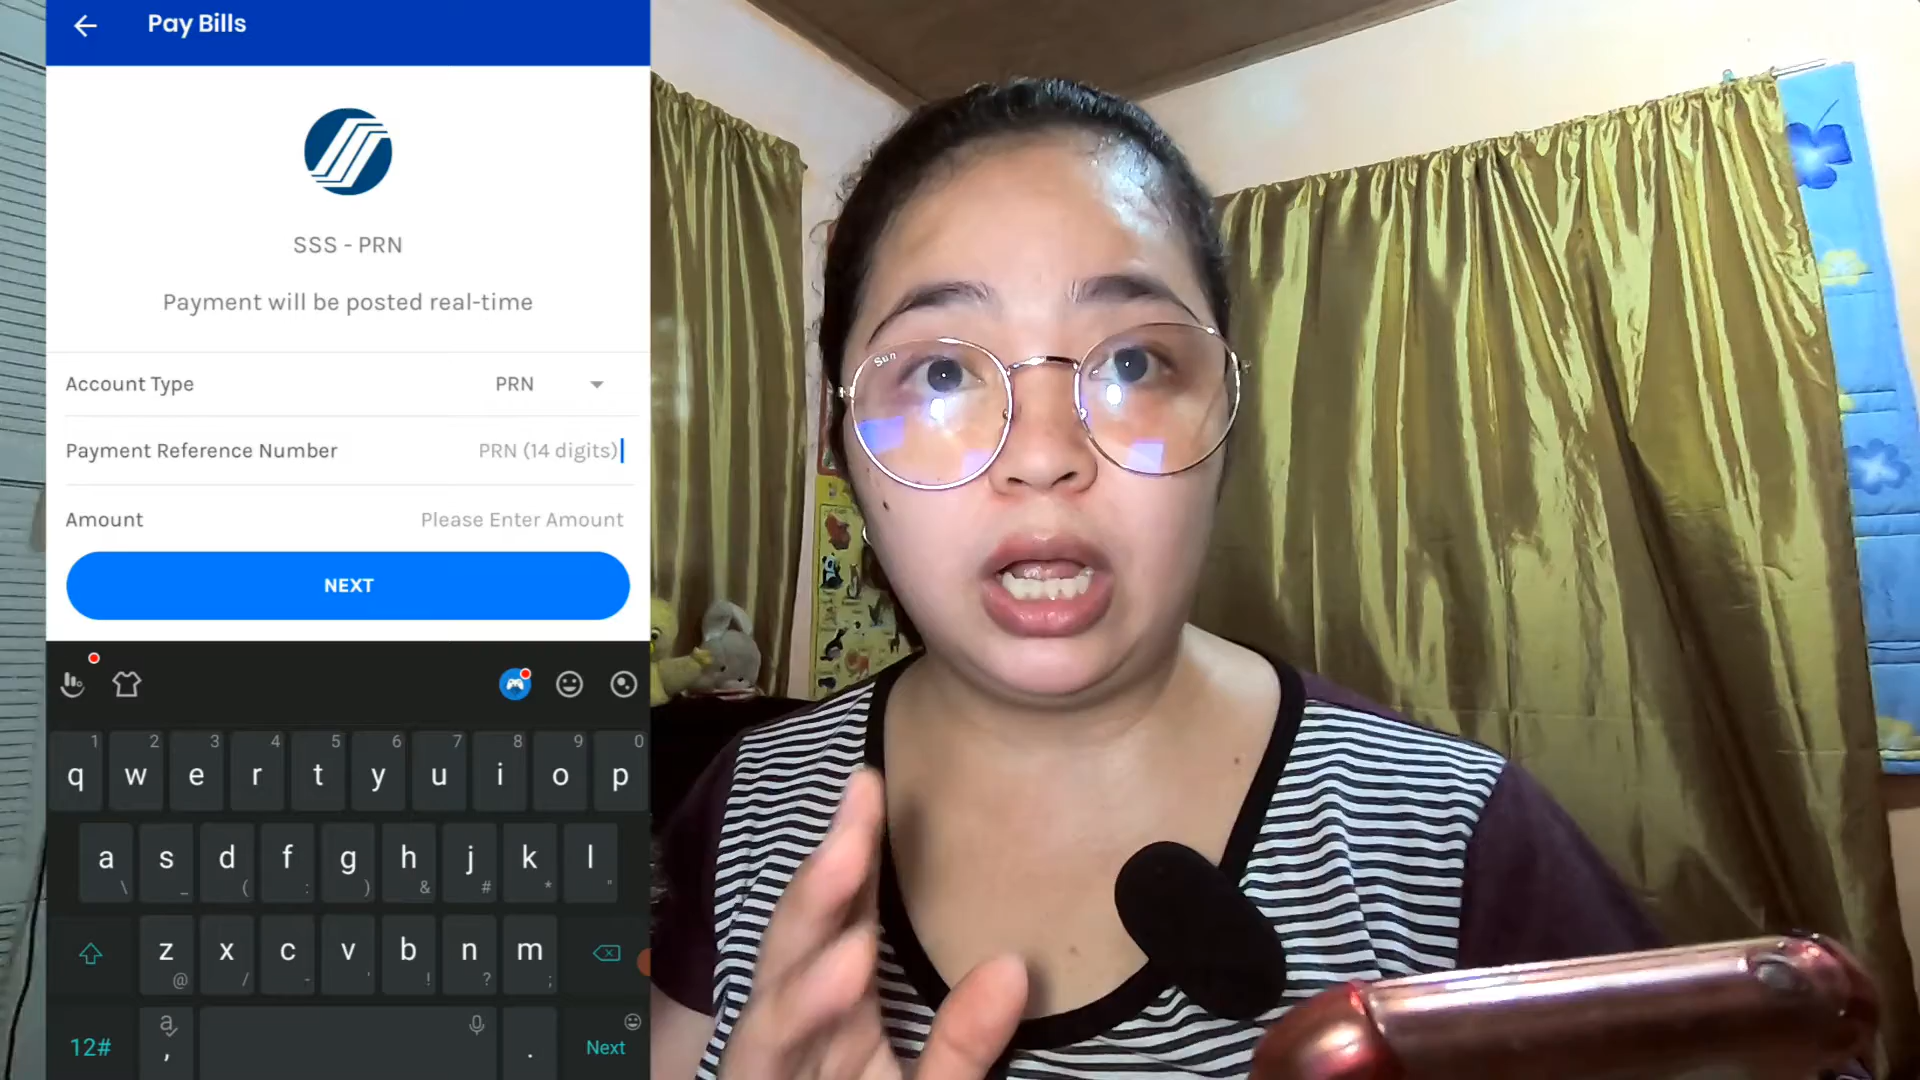 Pay Bills
SSS - PRN
Payment will be posted real-time
Account Type PRN
Payment Reference Number PRN (14 digits)
Amount Please Enter Amount
NEXT
1 2 3 4 5 6 7 8 9 0
q w e r t y u i o p
a s d f g h j k l
\ _ ( : ) & # * "
z x c v b n m
@ / - ' ! ? ;
12# a , . Next
Sun